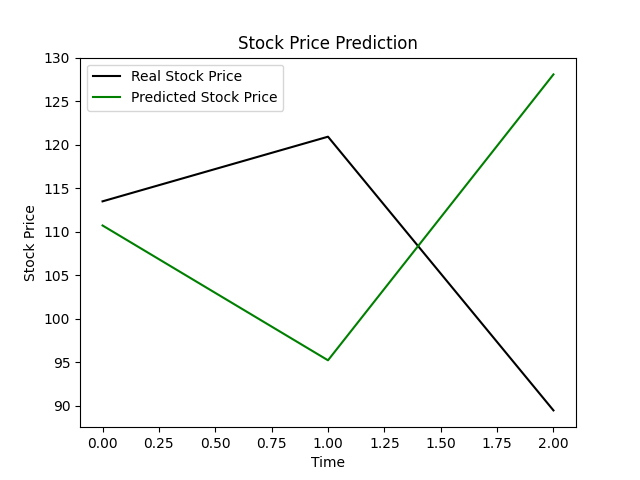 Stock Price Prediction
Real Stock Price
Predicted Stock Price
Stock Price
130
125
120
115
110
105
100
95
90
0.00 0.25 0.50 0.75 1.00 1.25 1.50 1.75 2.00
Time